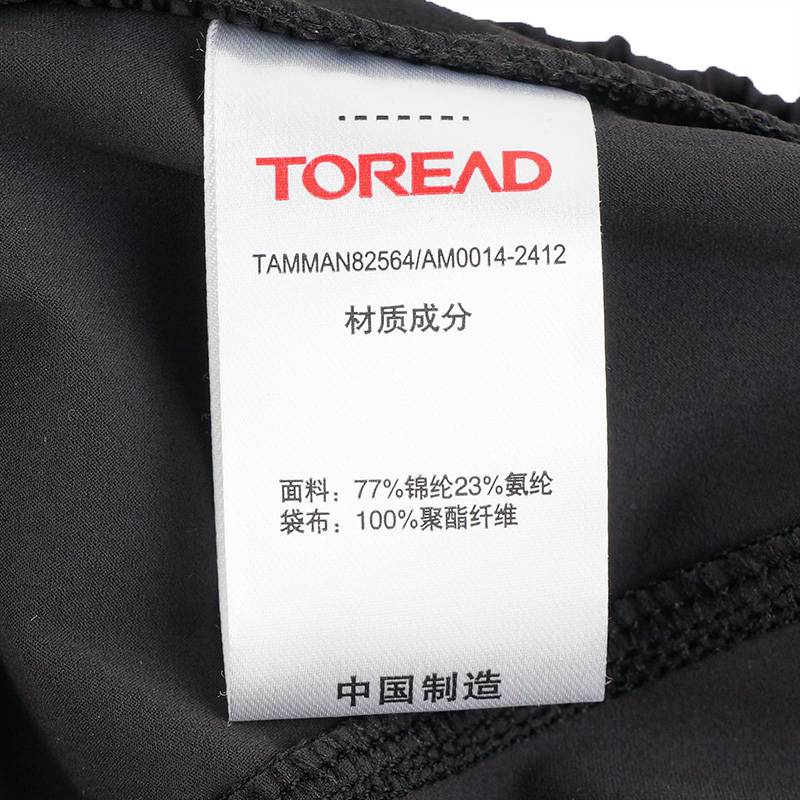 TOREAD
TAMMAN82564/AM0014-2412
材质成分
面料：77%锦纶23%氨纶
袋布：100%聚酯纤维
中国制造